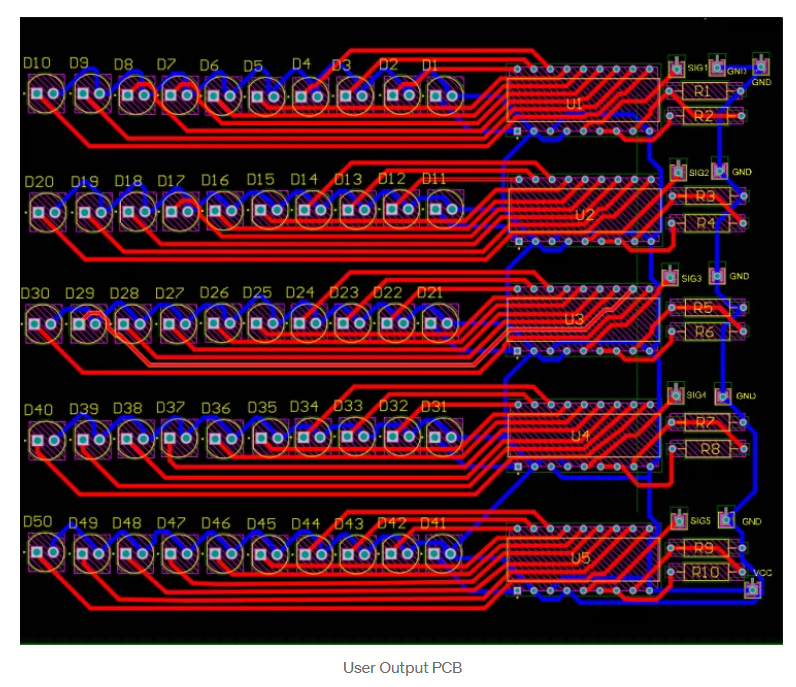 D10 D9 D8 D7 D6 D5 D4 D3 D2 D1
SIG1 GND
GND
U1
R1
R2
D20 D19 D18 D17 D16 D15 D14 D13 D12 D11
SIG2 GND
U2
R3
R4
D30 D29 D28 D27 D26 D25 D24 D23 D22 D21
SIG3 GND
U3
R5
R6
D40 D39 D38 D37 D36 D35 D34 D33 D32 D31
SIG4 GND
U4
R7
R8
D50 D49 D48 D47 D46 D45 D44 D43 D42 D41
SIG5 GND
U5
R9
R10
VCC
User Output PCB